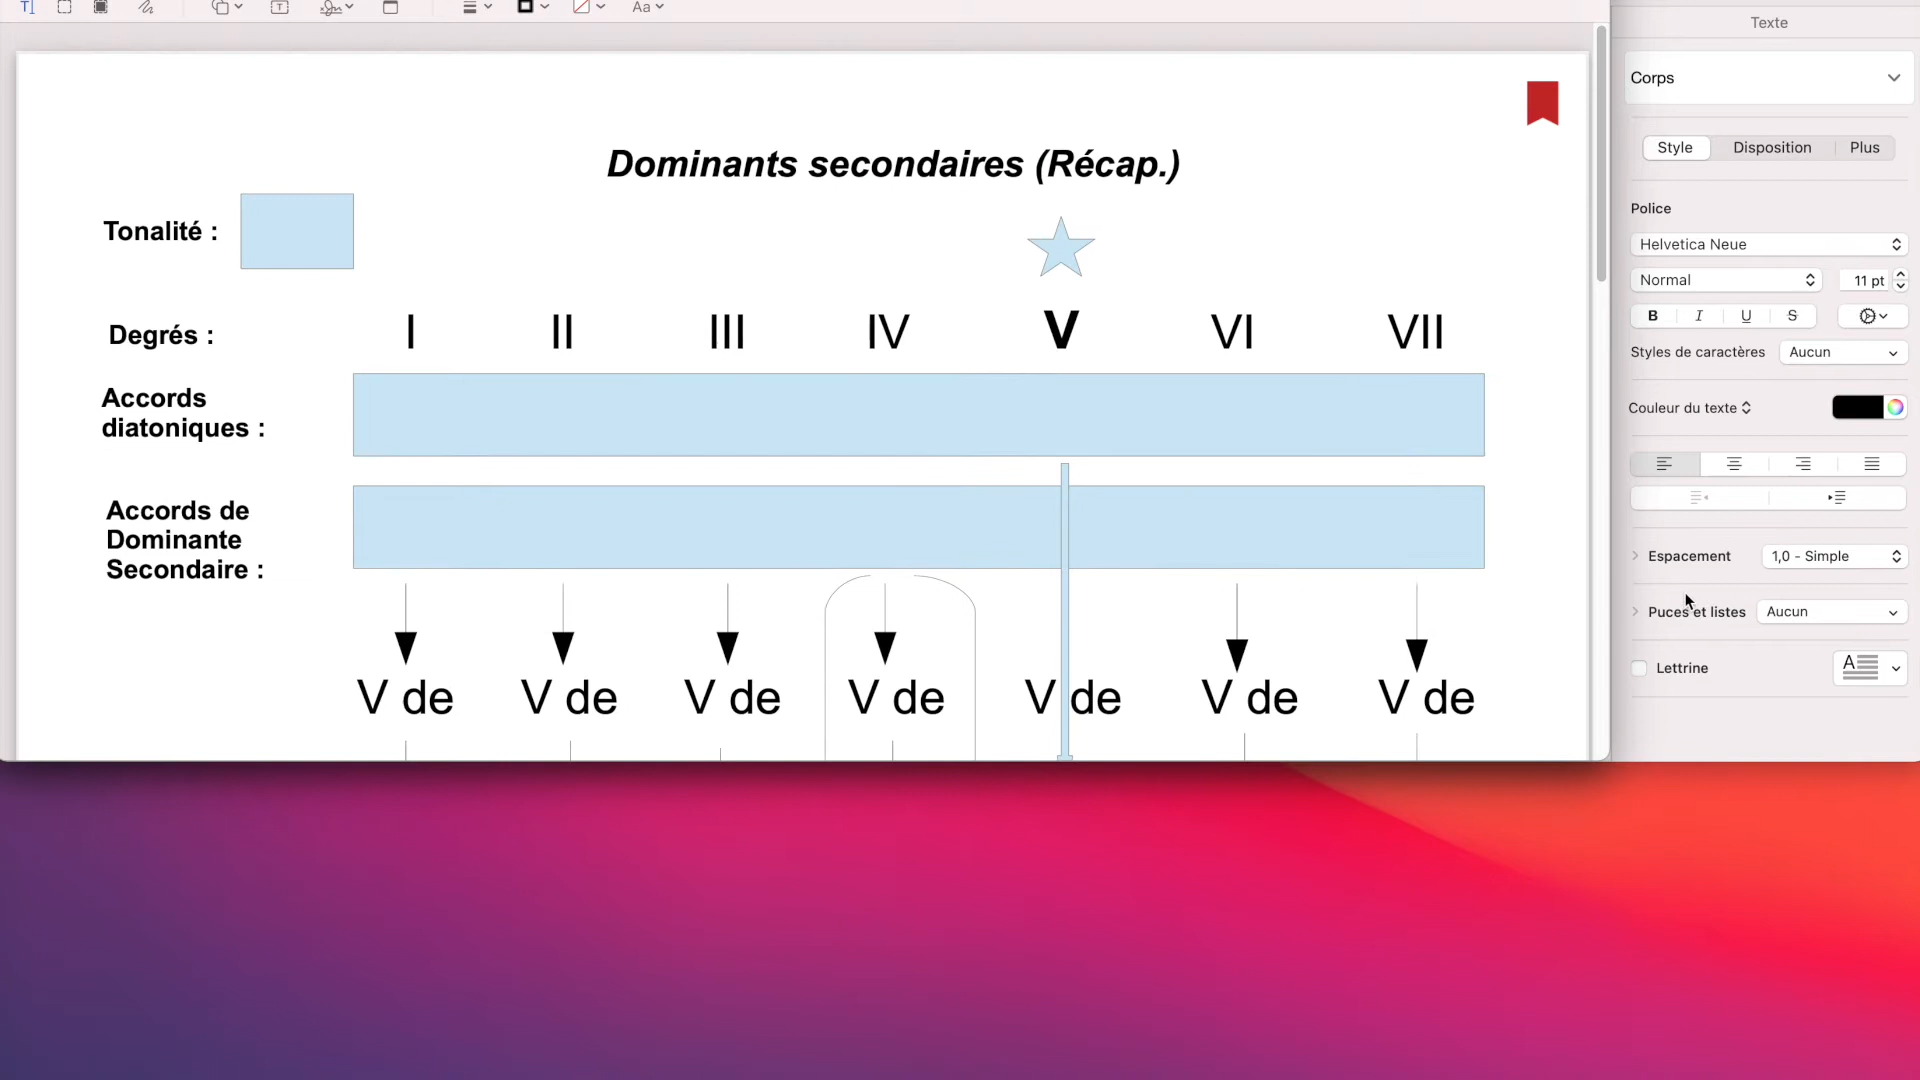 Texte
Corps
Style Disposition Plus
Police
Helvetica Neue
Normal 11 pt
B I U S
Styles de caractères Aucun
Couleur du texte
Espacement 1,0 - Simple
Puces et listes Aucun
Lettrine A
Aa
Dominants secondaires (Récap.)
Tonalité :
Degrés : I II III IV V VI VII
Accords
diatoniques :
Accords de
Dominante
Secondaire :
V de V de V de V de V de V de V de